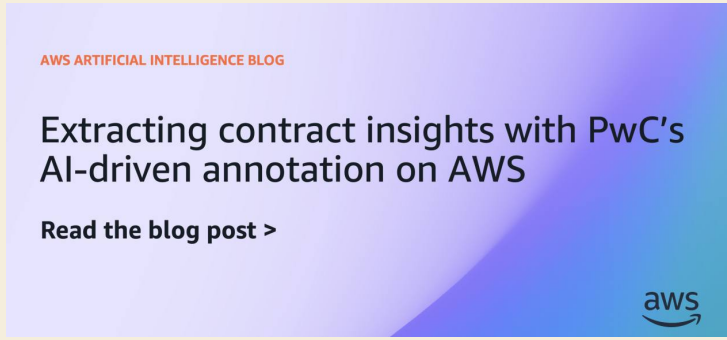 AWS ARTIFICIAL INTELLIGENCE BLOG
Extracting contract insights with PwC's
AI-driven annotation on AWS
Read the blog post >
aws